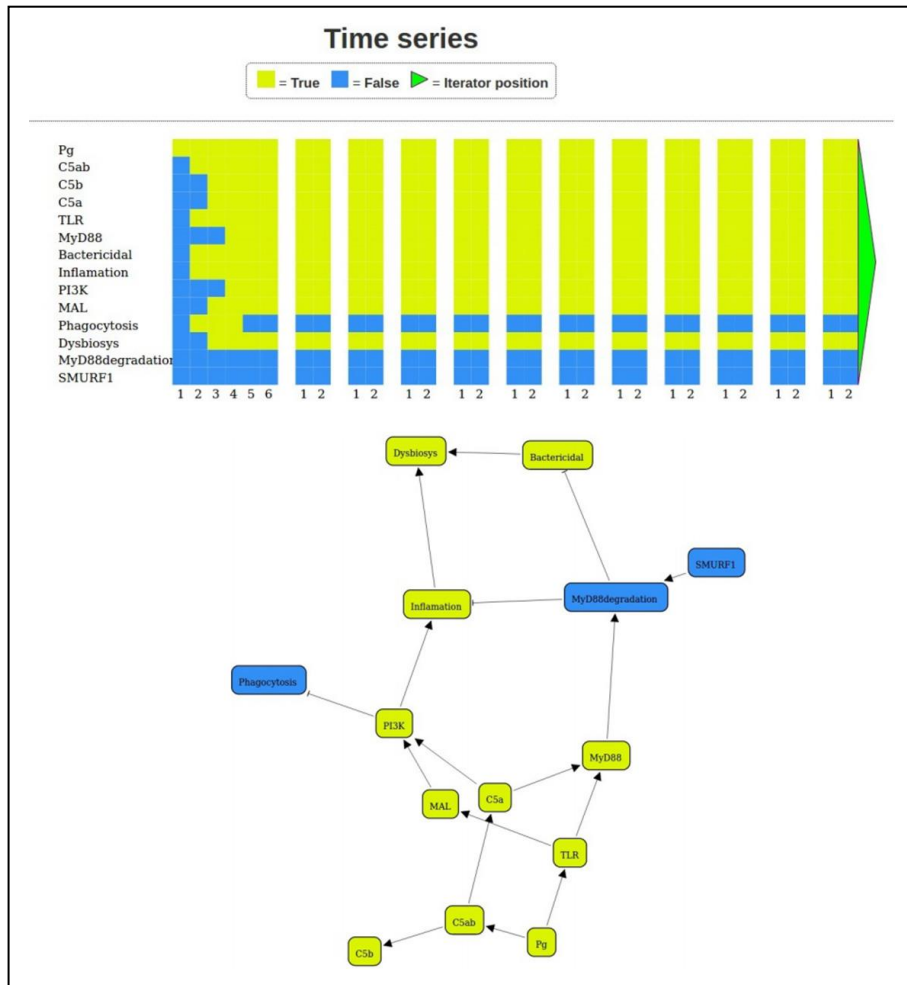 Time series
= True = False = Iterator position
Pg
C5ab
C5b
C5a
TLR
MyD88
Bactericidal
Inflamation
PI3K
MAL
Phagocytosis
Dysbiosys
MyD88degradation
SMURF1
1 2 3 4 5 6 1 2 1 2 1 2 1 2 1 2 1 2 1 2 1 2 1 2 1 2 1 2
Dysbiosys
Bactericidal
SMURF1
MyD88degradation
Inflamation
Phagocytosis
PI3K
MyD88
C5a
MAL
TLR
C5ab
Pg
C5b